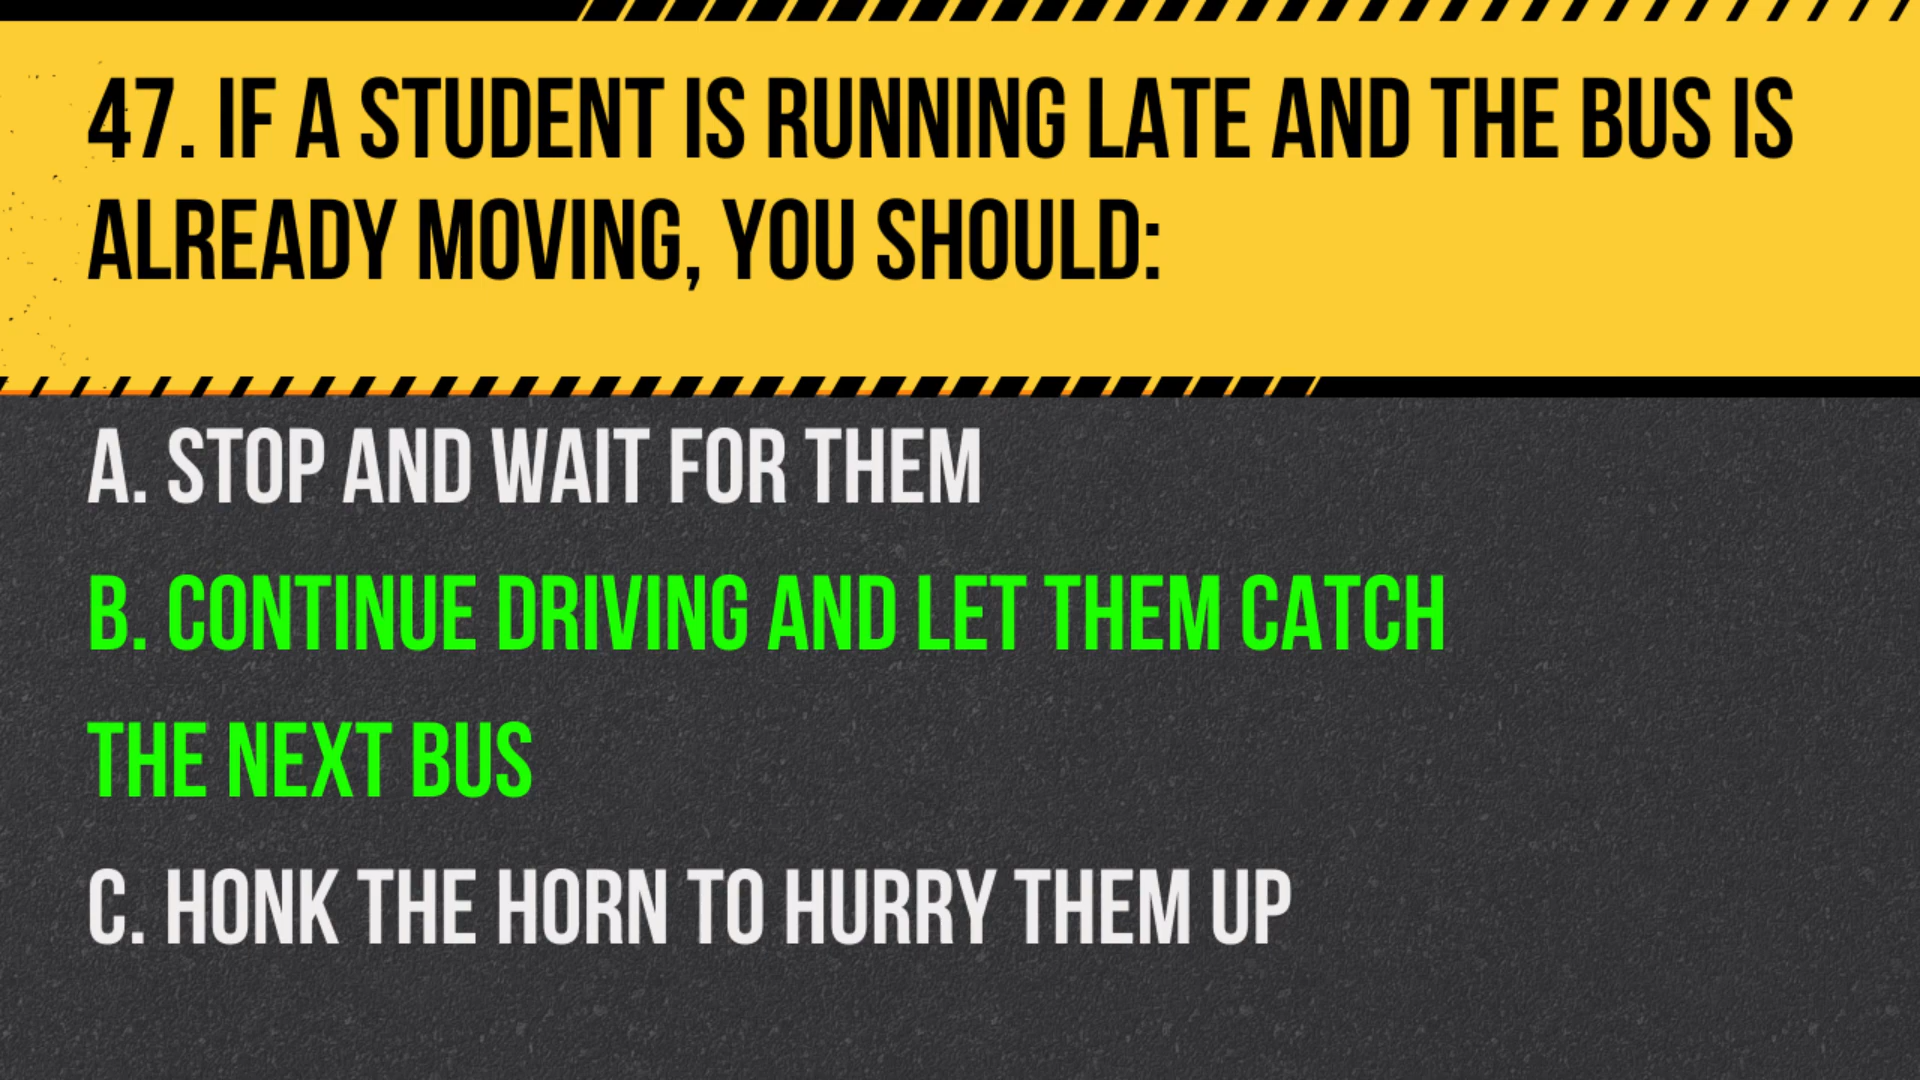 47. IF A STUDENT IS RUNNING LATE AND THE BUS IS
ALREADY MOVING, YOU SHOULD:
A. STOP AND WAIT FOR THEM
B. CONTINUE DRIVING AND LET THEM CATCH
THE NEXT BUS
C. HONK THE HORN TO HURRY THEM UP